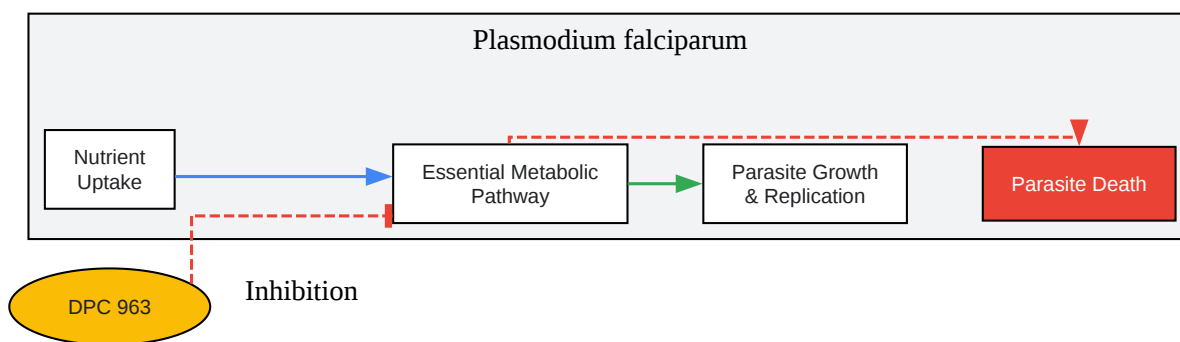 Plasmodium falciparum
Nutrient
Uptake
Essential Metabolic
Pathway
Parasite Growth
& Replication
Parasite Death
DPC 963
Inhibition